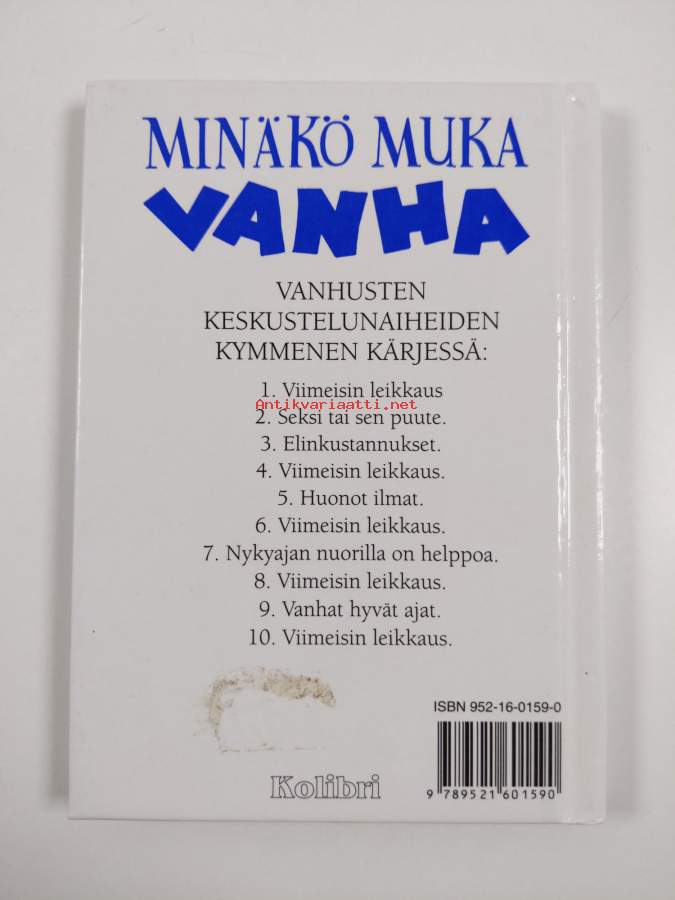 MINÄKÖ MUKA
VANHA
VANHUSTEN
KESKUSTELUNAIHEIDEN
KYMMENEN KÄRJESSÄ:
1. Viimeisin leikkaus
Antikvariaatti.net
2. Seksi tai sen puute.
3. Elinkustannukset.
4. Viimeisin leikkaus.
5. Huonot ilmat.
6. Viimeisin leikkaus.
7. Nykyajan nuorilla on helppoa.
8. Viimeisin leikkaus.
9. Vanhat hyvät ajat.
10. Viimeisin leikkaus.
ISBN 952-16-0159-0
Kolibri
9 789521 601590